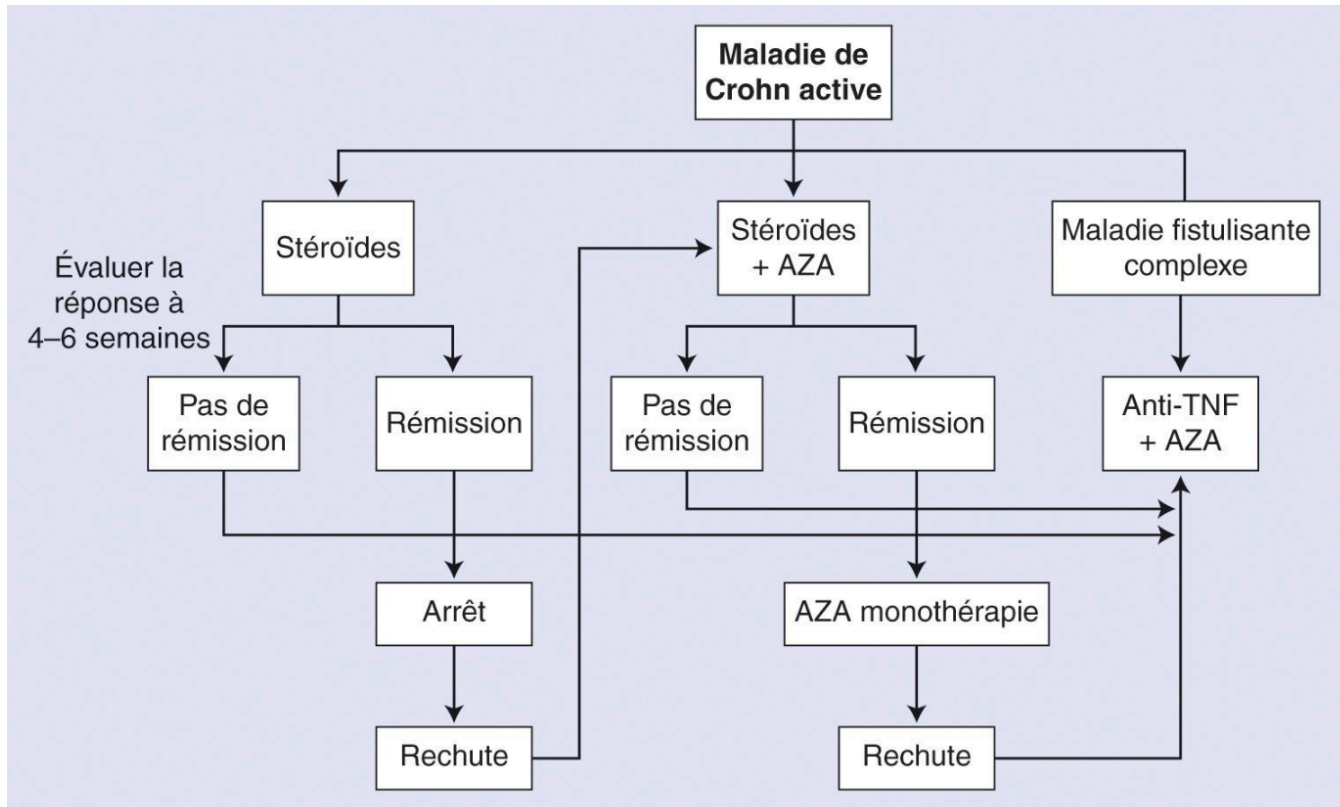 Maladie de
Crohn active
Stéroïdes
Stéroïdes
+ AZA
Maladie fistulisante
complexe
Évaluer la
réponse à
4–6 semaines
Pas de
rémission
Rémission
Pas de
rémission
Rémission
Anti-TNF
+ AZA
Arrêt
AZA monothérapie
Rechute
Rechute